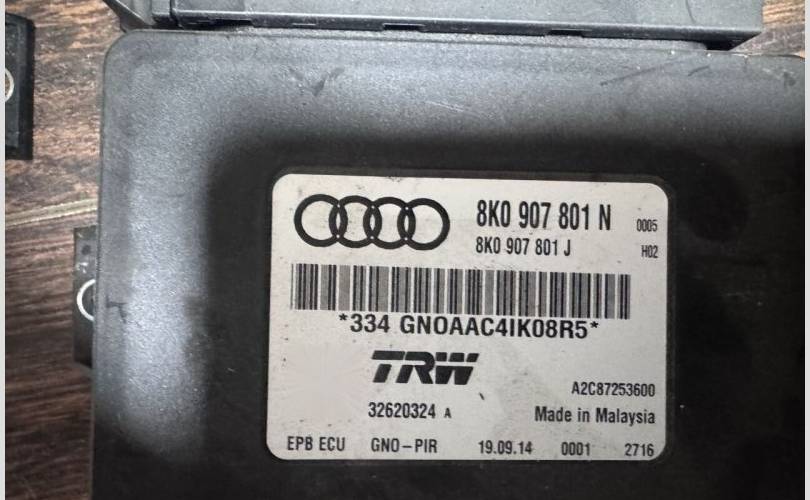 8K0 907 801 N 0005
8K0 907 801 J H02
*334 GNOAAC4IK08R5*
TRW
A2C87253600
32620324 A Made in Malaysia
EPB ECU GNO-PIR 19.09.14 0001 2716